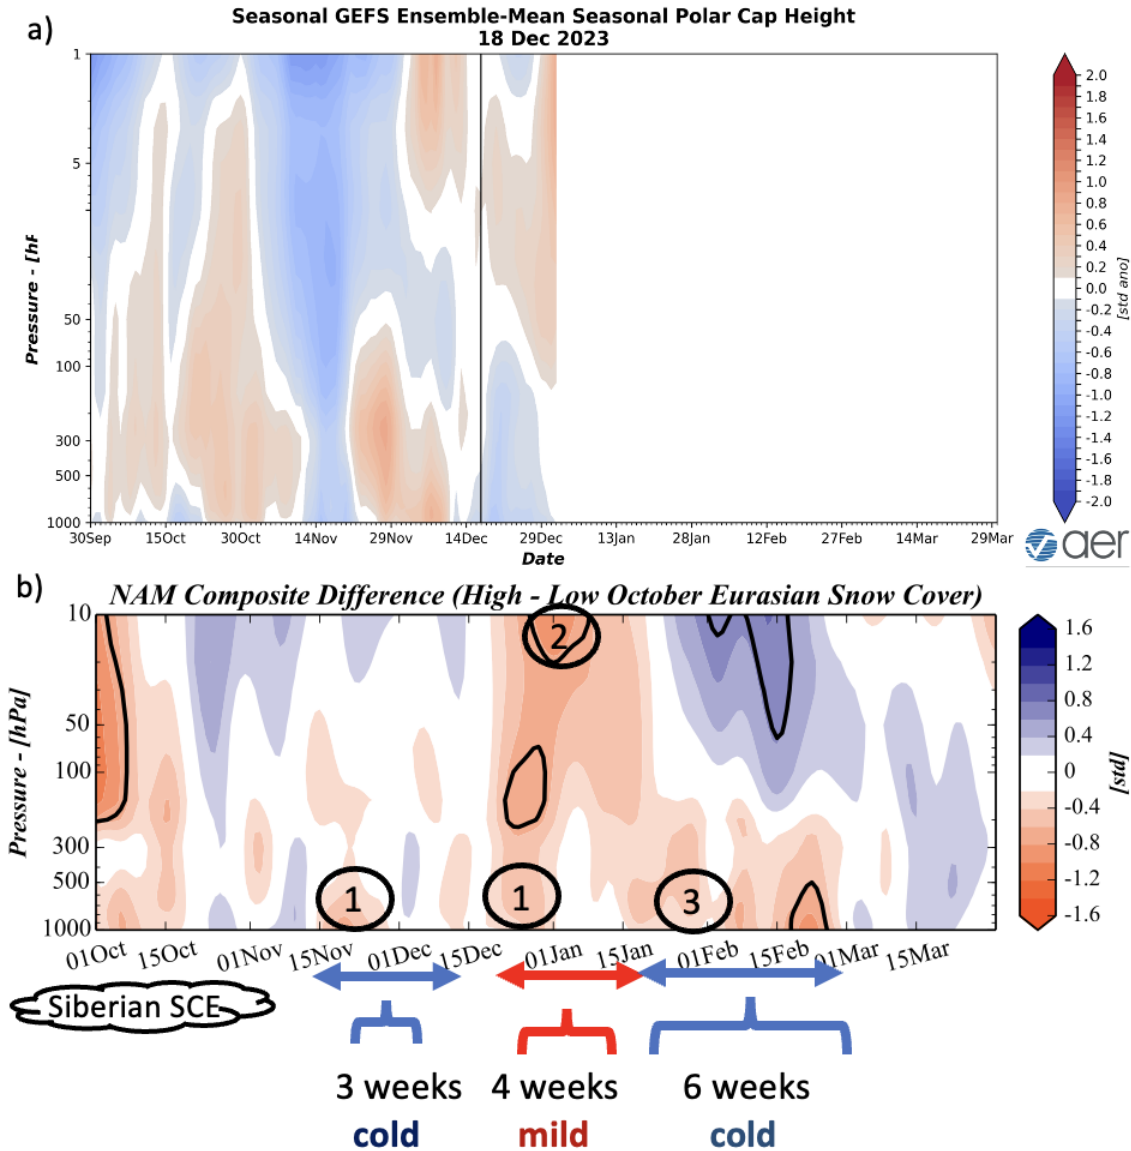 a)
Seasonal GEFS Ensemble-Mean Seasonal Polar Cap Height
18 Dec 2023
1
5
50
100
300
500
1000
Pressure - [hP
30Sep 15Oct 30Oct 14Nov 29Nov 14Dec 29Dec 13Jan 28Jan 12Feb 27Feb 14Mar 29Mar
Date
2.0
1.8
1.6
1.4
1.2
1.0
0.8
0.6
0.4
0.2
0.0
-0.2
-0.4
-0.6
-0.8
-1.0
-1.2
-1.4
-1.6
-1.8
-2.0
[std ano]
aer
b)
NAM Composite Difference (High - Low October Eurasian Snow Cover)
10
50
100
300
500
1000
Pressure - [hPa]
2
1
1
3
01Oct 15Oct 01Nov 15Nov 01Dec 15Dec 01Jan 15Jan 01Feb 15Feb 01Mar 15Mar
1.6
1.2
0.8
0.4
0
-0.4
-0.8
-1.2
-1.6
[std]
Siberian SCE
3 weeks 4 weeks 6 weeks
cold mild cold